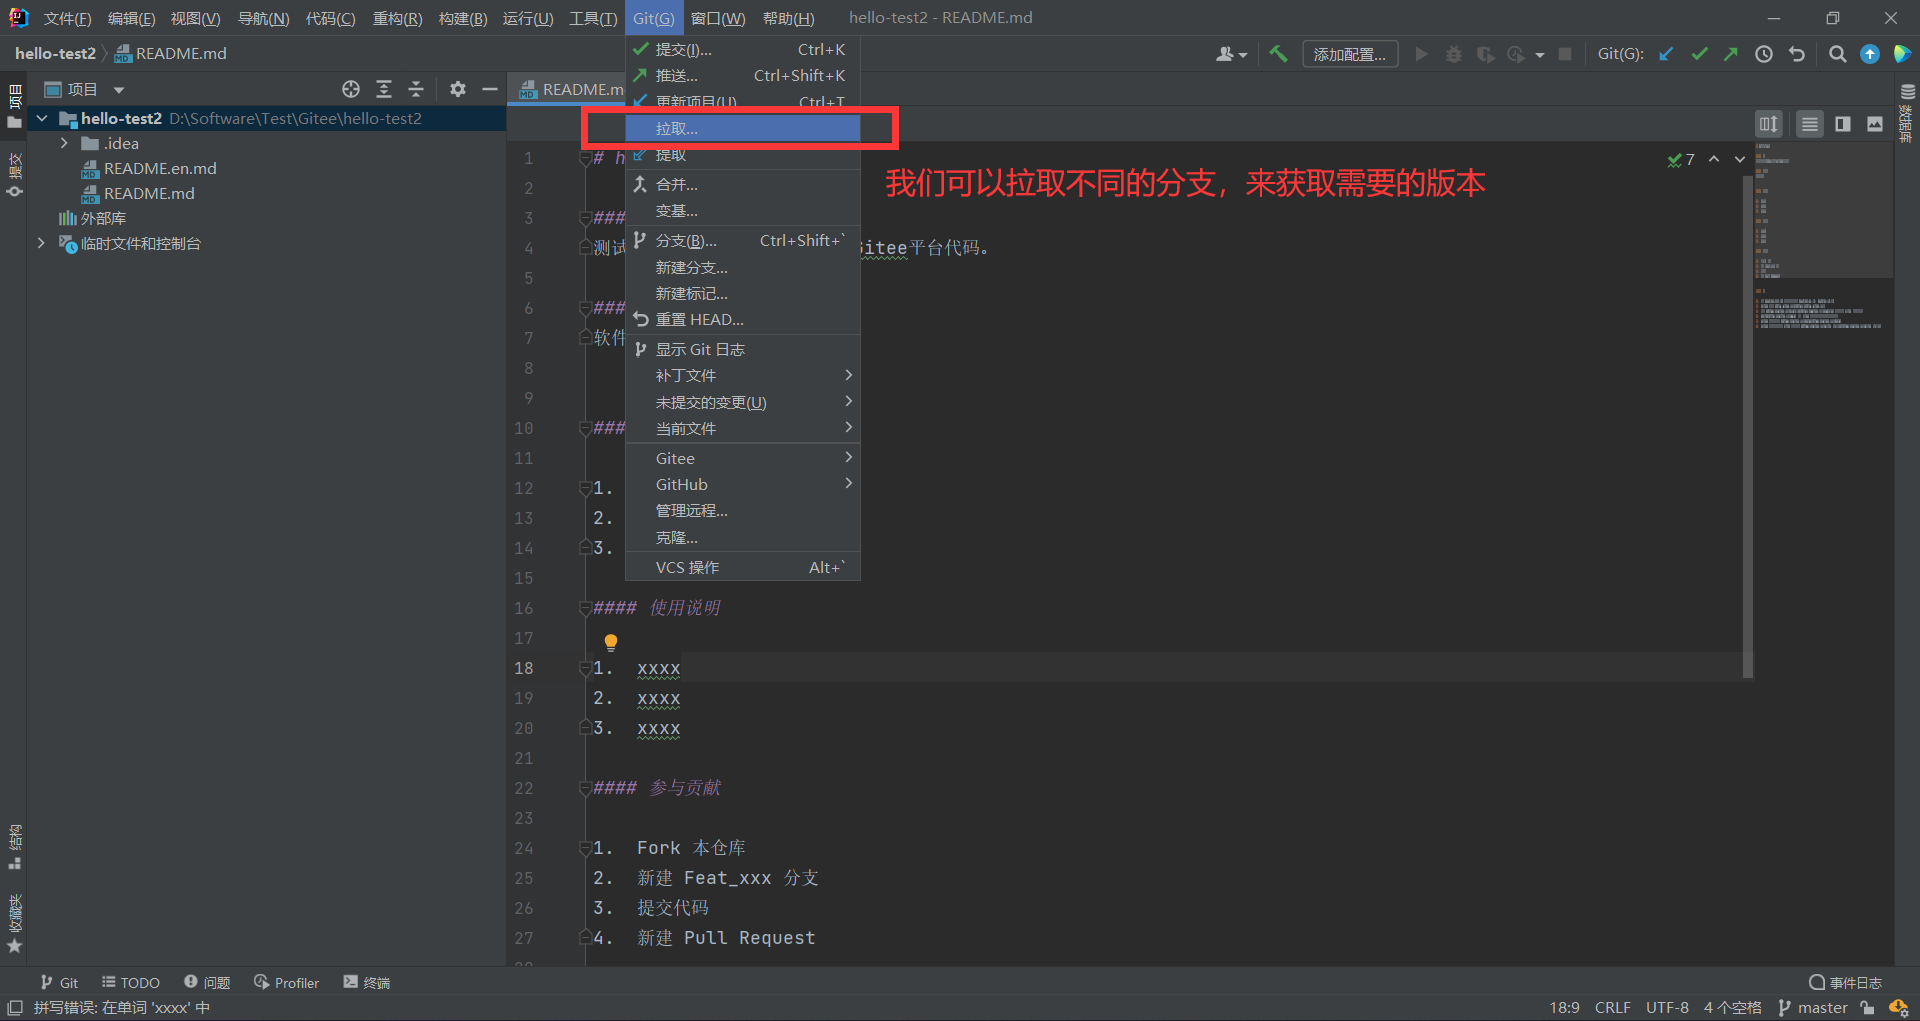 文件(F) 编辑(E) 视图(V) 导航(N) 代码(C) 重构(R) 构建(B) 运行(U) 工具(T) Git(G) 窗口(W) 帮助(H) hello-test2 - README.md
hello-test2 README.md 添加配置... Git(G):
项目
README.m
hello-test2 D:\Software\Test\Gitee\hello-test2
.idea
README.en.md
README.md
外部库
临时文件和控制台
项目
提交
结构
收藏夹
数据库
提交(I)... Ctrl+K
推送... Ctrl+Shift+K
更新项目(U) Ctrl+T
拉取...
提取
合并...
变基...
分支(B)... Ctrl+Shift+`
新建分支...
新建标记...
重置 HEAD...
显示 Git 日志
补丁文件
未提交的变更(U)
当前文件
Gitee
GitHub
管理远程...
克隆...
VCS 操作 Alt+`
我们可以拉取不同的分支，来获取需要的版本
7
1 # h
2
3 ###
4 测试 itee平台代码。
5
6 ###
7 软件
8
9
10 ###
11
12 1.
13 2.
14 3.
15
16 #### 使用说明
17
18 1. xxxx
19 2. xxxx
20 3. xxxx
21
22 #### 参与贡献
23
24 1. Fork 本仓库
25 2. 新建 Feat_xxx 分支
26 3. 提交代码
27 4. 新建 Pull Request
Git TODO 问题 Profiler 终端 事件日志
拼写错误: 在单词 'xxxx' 中 18:9 CRLF UTF-8 4 个空格 master